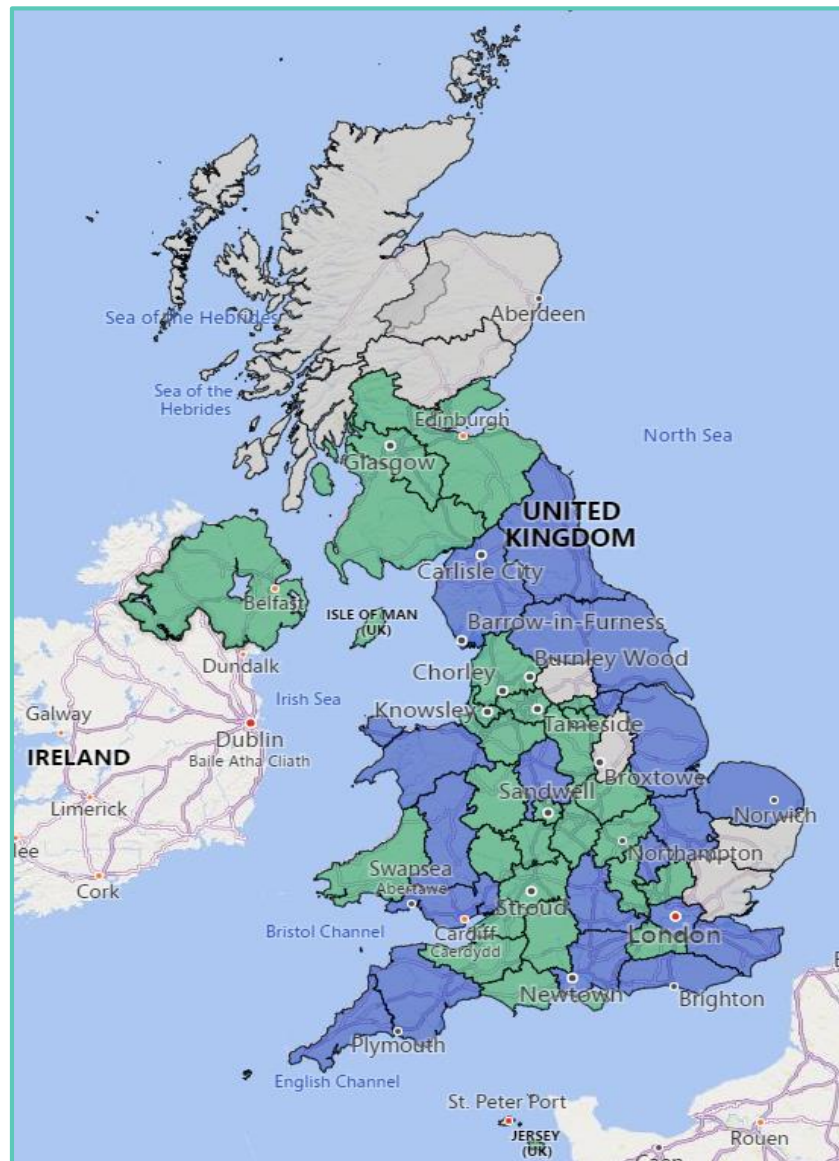 Sea of the Hebrides
Aberdeen
Sea of the
Hebrides
Edinburgh
North Sea
Glasgow
UNITED
KINGDOM
Carlisle City
Belfast
ISLE OF MAN
(UK)
Barrow-in-Furness
Dundalk
Chorley
Burnley Wood
Irish Sea
Galway
Knowsley
Tameside
Dublin
Baile Atha Cliath
IRELAND
Broxtowe
Limerick
Sandwell
Norwich
lee
Northampton
Swansea
Abertawe
Cork
Stroud
Bristol Channel
Cardiff
Caerdydd
London
Newtown
Brighton
Plymouth
English Channel
St. Peter Port
JERSEY
(UK)
Rouen